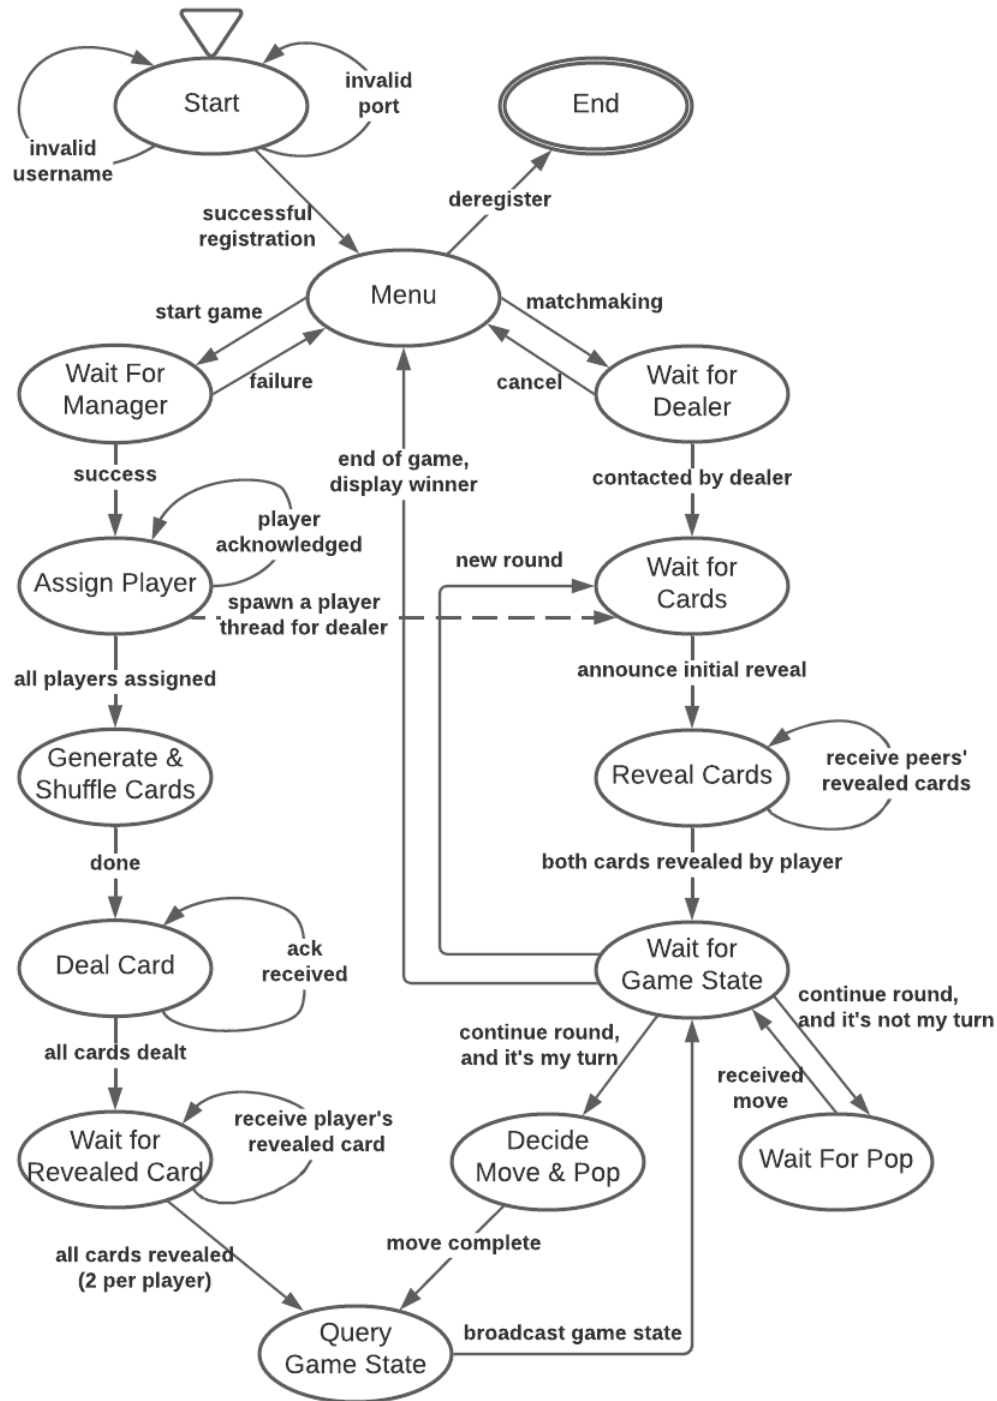 Start
invalid
port
End
invalid
username
deregister
successful
registration
Menu
start game
matchmaking
Wait For
Manager
failure
cancel
Wait for
Dealer
success
end of game,
display winner
contacted by dealer
player
acknowledged
new round
Assign Player
Wait for
Cards
spawn a player
thread for dealer
all players assigned
announce initial reveal
Generate &
Shuffle Cards
Reveal Cards
receive peers'
revealed cards
done
both cards revealed by player
Deal Card
ack
received
Wait for
Game State
continue round,
and it's not my turn
all cards dealt
continue round,
and it's my turn
received
move
Wait for
Revealed Card
receive player's
revealed card
Decide
Move & Pop
Wait For Pop
all cards revealed
(2 per player)
move complete
Query
Game State
broadcast game state